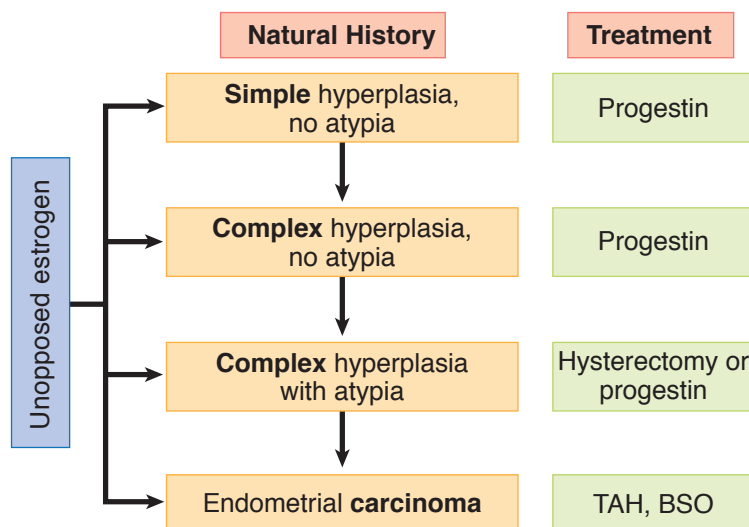 Natural History
Treatment
Unopposed estrogen
Simple hyperplasia,
no atypia
Progestin
Complex hyperplasia,
no atypia
Progestin
Complex hyperplasia
with atypia
Hysterectomy or
progestin
Endometrial carcinoma
TAH, BSO